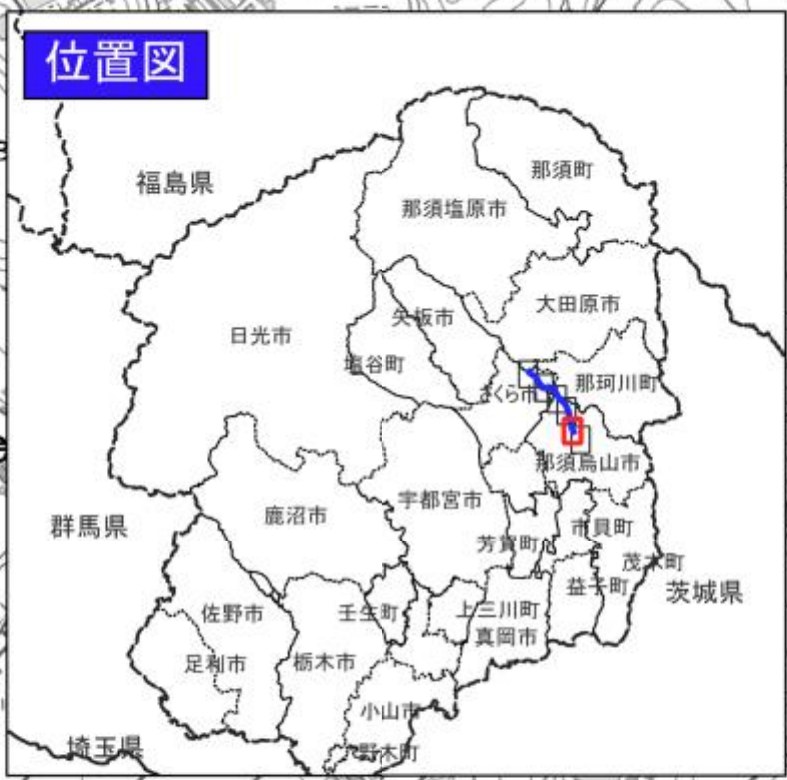 位置図
那須町
福島県
那須塩原市
大田原市
矢板市
日光市
塩谷町
那珂川町
さくら市
那須烏山市
宇都宮市
鹿沼市
群馬県
市貝町
芳賀町
茂木町
益子町
茨城県
佐野市
壬生町
上三川町
真岡市
足利市
栃木市
小山市
埼玉県
野木町